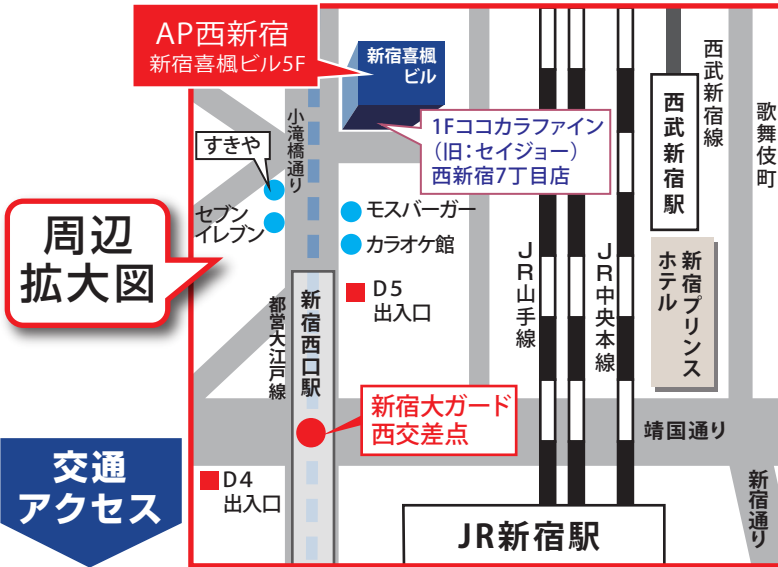 AP西新宿
新宿喜楓ビル5F
新宿喜楓
ビル
1Fココカラファイン
（旧：セイジョー）
西新宿7丁目店
小滝橋通り
すきや
セブン
イレブン
モスバーガー
カラオケ館
周辺
拡大図
D5
出入口
都営大江戸線
新宿西口駅
新宿大ガード
西交差点
D4
出入口
交通
アクセス
JR山手線
JR中央本線
西武新宿線
西武新宿駅
歌舞伎町
新宿プリンス
ホテル
靖国通り
新宿通り
JR新宿駅